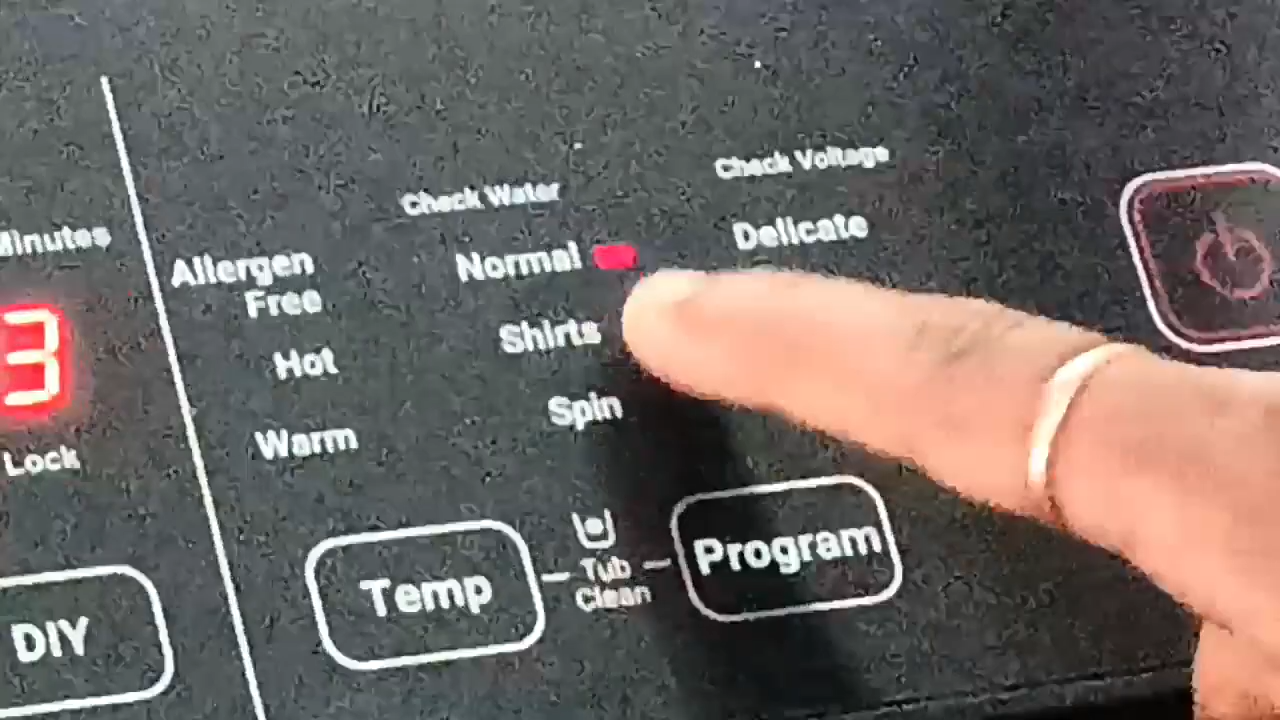 Minutes
3
Lock
DIY
Allergen
Free
Hot
Warm
Temp
Check Water
Normal
Shirts
Spin
Tub
Clean
Check Voltage
Delicate
Program